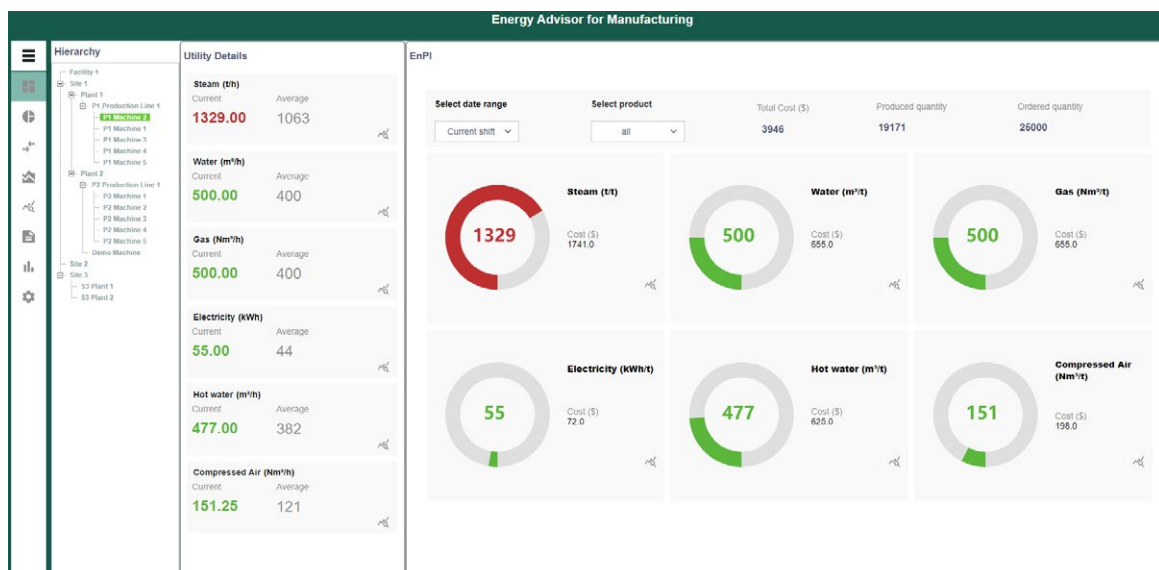 Energy Advisor for Manufacturing
Hierarchy
Facility 1
Site 1
Plant 1
P1 Production Line 1
P1 Machine 2
P1 Machine 1
P1 Machine 3
P1 Machine 4
P1 Machine 5
Plant 2
P2 Production Line 1
P2 Machine 1
P2 Machine 2
P2 Machine 3
P2 Machine 4
P2 Machine 5
Demo Machine
Site 2
Site 3
S3 Plant 1
S3 Plant 2
Utility Details
Steam (t/h)
Current Average
1329.00 1063
Water (m³/h)
Current Average
500.00 400
Gas (Nm³/h)
Current Average
500.00 400
Electricity (kWh)
Current Average
55.00 44
Hot water (m³/h)
Current Average
477.00 382
Compressed Air (Nm³/h)
Current Average
151.25 121
EnPI
Select date range Select product Total Cost ($) Produced quantity Ordered quantity
Current shift all 3946 19171 25000
1329
Steam (t/t)
Cost ($)
1741.0
500
Water (m³/t)
Cost ($)
655.0
500
Gas (Nm³/t)
Cost ($)
655.0
55
Electricity (kWh/t)
Cost ($)
72.0
477
Hot water (m³/t)
Cost ($)
625.0
151
Compressed Air
(Nm³/t)
Cost ($)
198.0